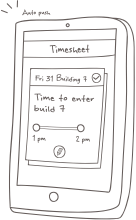 Auto push
Timesheet
Fri 31 Building 7
Time to enter
build 7
1 pm 2 pm